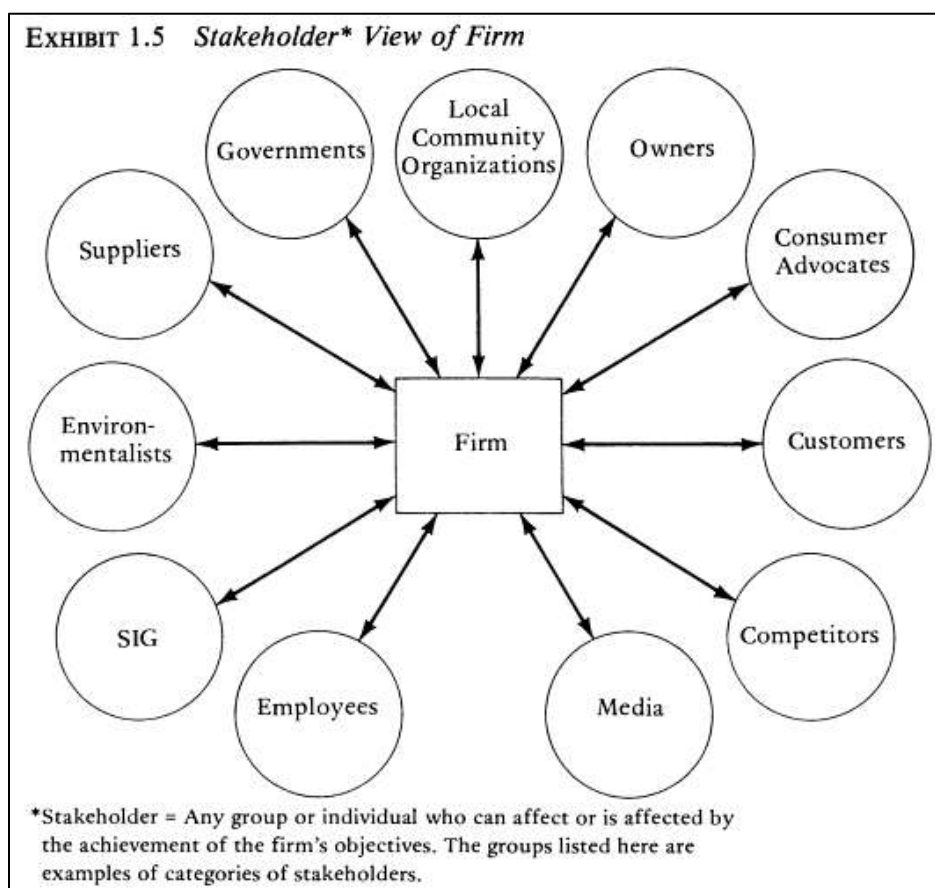 EXHIBIT 1.5 Stakeholder* View of Firm
Governments
Local
Community
Organizations
Owners
Suppliers
Consumer
Advocates
Environ-
mentalists
Firm
Customers
SIG
Competitors
Employees
Media
*Stakeholder = Any group or individual who can affect or is affected by
the achievement of the firm's objectives. The groups listed here are
examples of categories of stakeholders.